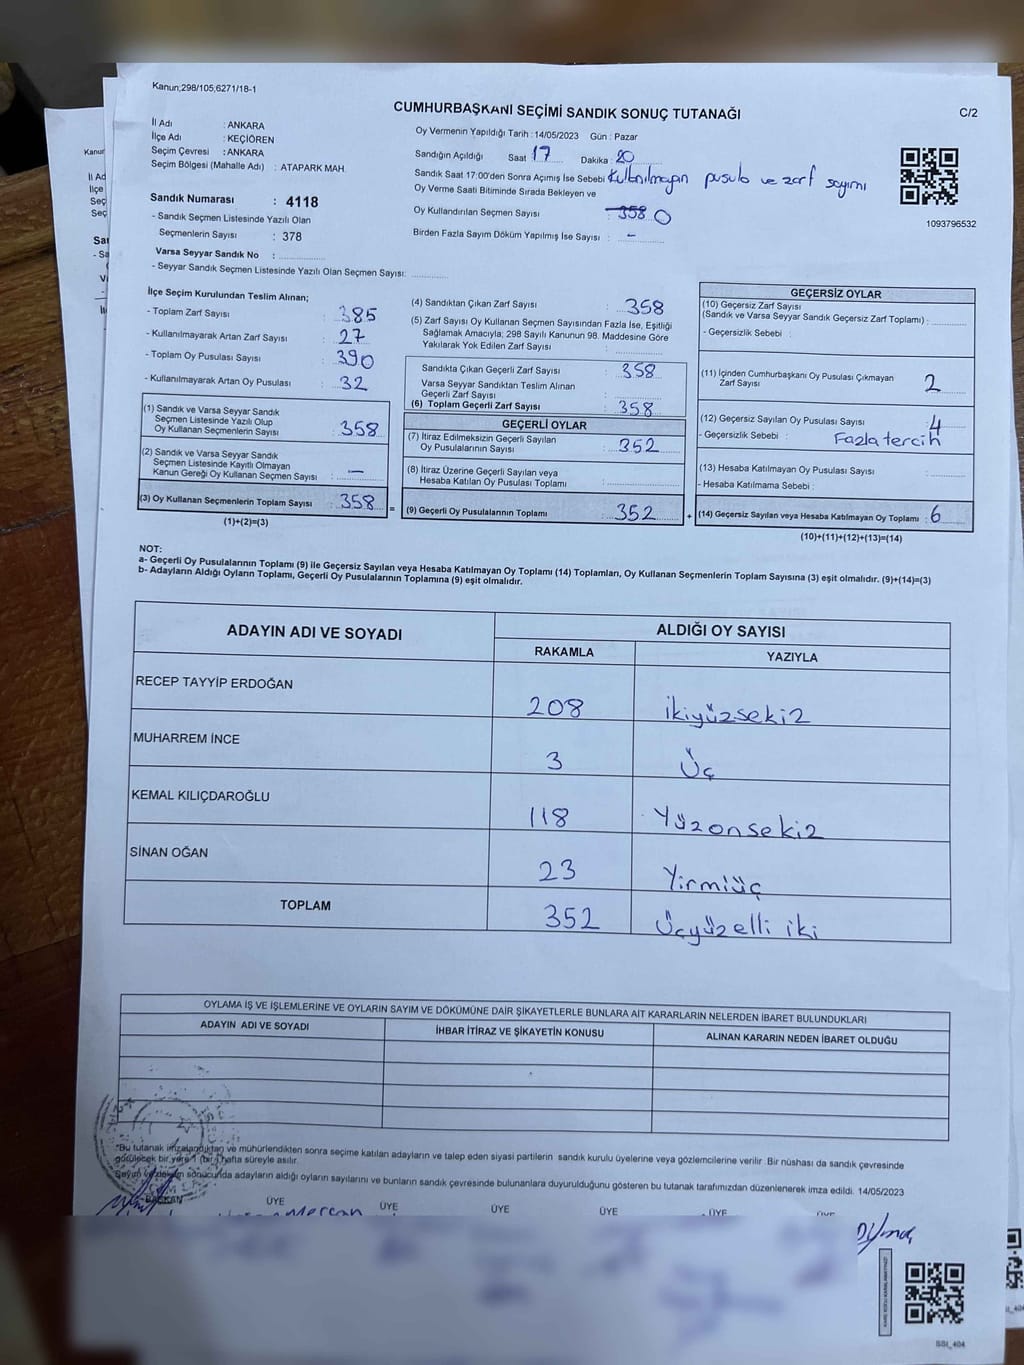 Kanun;298/105,6271/18-1
CUMHURBAŞKANI SEÇİMİ SANDIK SONUÇ TUTANAĞI
C/2
İl Adı : ANKARA
İlçe Adı : KEÇİÖREN
Seçim Çevresi : ANKARA
Seçim Bölgesi (Mahalle Adı) : ATAPARK MAH.
Sandık Numarası : 4118
- Sandık Seçmen Listesinde Yazılı Olan
Seçmenlerin Sayısı : 378
Varsa Seyyar Sandık No :
- Seyyar Sandık Seçmen Listesinde Yazılı Olan Seçmen Sayısı:
Oy Vermenin Yapıldığı Tarih : 14/05/2023 Gün : Pazar
Sandığın Açıldığı Saat 17 Dakika : 20
Sandık Saat 17:00'den Sonra Açımış İse Sebebi Kullanılmayan pusula ve zarf sayımı
Oy Verme Saati Bitiminde Sırada Bekleyen ve
Oy Kullandırılan Seçmen Sayısı : 358 0
Birden Fazla Sayım Döküm Yapılmış İse Sayısı : -
1093796532
İlçe Seçim Kurulundan Teslim Alınan;
- Toplam Zarf Sayısı : 385
- Kullanılmayarak Artan Zarf Sayısı : 27
- Toplam Oy Pusulası Sayısı : 390
- Kullanılmayarak Artan Oy Pusulası : 32
(1) Sandık ve Varsa Seyyar Sandık
Seçmen Listesinde Yazılı Olup
Oy Kullanan Seçmenlerin Sayısı : 358
(2) Sandık ve Varsa Seyyar Sandık
Seçmen Listesinde Kayıtlı Olmayan
Kanun Gereği Oy Kullanan Seçmen Sayısı : —
(3) Oy Kullanan Seçmenlerin Toplam Sayısı : 358
(1)+(2)=(3)
=
(4) Sandıktan Çıkan Zarf Sayısı : 358
(5) Zarf Sayısı Oy Kullanan Seçmen Sayısından Fazla İse, Eşitliği
Sağlamak Amacıyla; 298 Sayılı Kanunun 98. Maddesine Göre
Yakılarak Yok Edilen Zarf Sayısı :
Sandıkta Çıkan Geçerli Zarf Sayısı : 358
Varsa Seyyar Sandıktan Teslim Alınan
Geçerli Zarf Sayısı :
(6) Toplam Geçerli Zarf Sayısı : 358
GEÇERLİ OYLAR
(7) İtiraz Edilmeksizin Geçerli Sayılan
Oy Pusulalarının Sayısı : 352
(8) İtiraz Üzerine Geçerli Sayılan veya
Hesaba Katılan Oy Pusulası Toplamı :
(9) Geçerli Oy Pusulalarının Toplamı : 352
+
GEÇERSİZ OYLAR
(10) Geçersiz Zarf Sayısı
(Sandık ve Varsa Seyyar Sandık Geçersiz Zarf Toplamı) :
- Geçersizlik Sebebi :
(11) İçinden Cumhurbaşkanı Oy Pusulası Çıkmayan
Zarf Sayısı 2
(12) Geçersiz Sayılan Oy Pusulası Sayısı : 4
- Geçersizlik Sebebi : Fazla tercih
(13) Hesaba Katılmayan Oy Pusulası Sayısı :
- Hesaba Katılmama Sebebi :
(14) Geçersiz Sayılan veya Hesaba Katılmayan Oy Toplamı : 6
(10)+(11)+(12)+(13)=(14)
NOT:
a- Geçerli Oy Pusulalarının Toplamı (9) ile Geçersiz Sayılan veya Hesaba Katılmayan Oy Toplamı (14) Toplamları, Oy Kullanan Seçmenlerin Toplam Sayısına (3) eşit olmalıdır. (9)+(14)=(3)
b- Adayların Aldığı Oyların Toplamı, Geçerli Oy Pusulalarının Toplamına (9) eşit olmalıdır.
ADAYIN ADI VE SOYADI
ALDIĞI OY SAYISI
RAKAMLA YAZIYLA
RECEP TAYYİP ERDOĞAN 208 ikiyüzsekiz
MUHARREM İNCE 3 Üç
KEMAL KILIÇDAROĞLU 118 Yüzonsekiz
SİNAN OĞAN 23 Yirmiüç
TOPLAM 352 Üçyüzelli iki
OYLAMA İŞ VE İŞLEMLERİNE VE OYLARIN SAYIM VE DÖKÜMÜNE DAİR ŞİKAYETLERLE BUNLARA AİT KARARLARIN NELERDEN İBARET BULUNDUKLARI
ADAYIN ADI VE SOYADI İHBAR İTİRAZ VE ŞİKAYETİN KONUSU ALINAN KARARIN NEDEN İBARET OLDUĞU
*Bu tutanak imzalandıktan ve mühürlendikten sonra seçime katılan adayların ve talep eden siyasi partilerin sandık kurulu üyelerine veya gözlemcilerine verilir. Bir nüshası da sandık çevresinde
görülecek bir yere 1 (bir) hafta süreyle asılır.
Sayım ve döküm sonucunda adayların aldığı oyların sayılarını ve bunların sandık çevresinde bulunanlara duyurulduğunu gösteren bu tutanak tarafımızdan düzenlenerek imza edildi. 14/05/2023
BAŞKAN ÜYE ÜYE ÜYE ÜYE ÜYE ÜYE
SSI_404